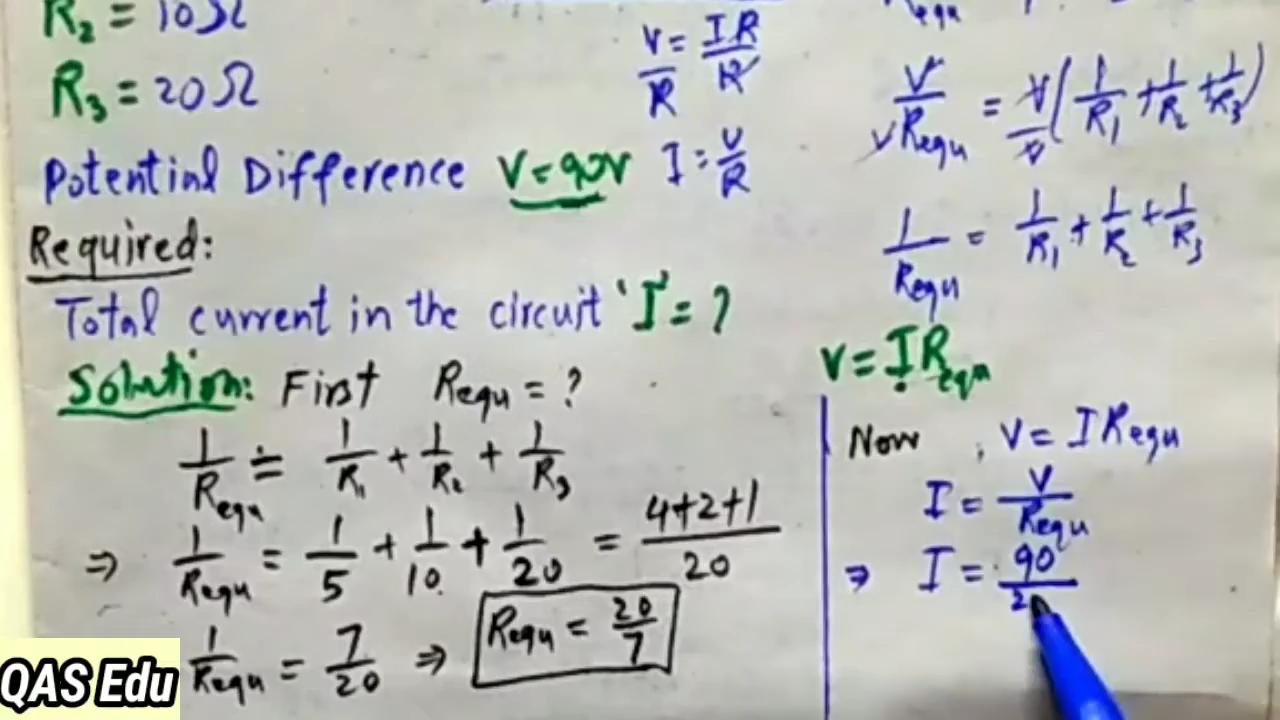 R₂ = 10Ω
R₃ = 20Ω
Potential Difference V=90V
Required:
Total current in the circuit 'I' = ?
Solution: First Requ = ?
1/Requ = 1/R₁ + 1/R₂ + 1/R₃
⇒ 1/Requ = 1/5 + 1/10 + 1/20 = 4+2+1/20
1/Requ = 7/20 ⇒ Requ = 20/7
V/R = IR/R
I = V/R
V/VRequ = V/V(1/R₁ + 1/R₂ + 1/R₃)
1/Requ = 1/R₁ + 1/R₂ + 1/R₃
V = IRequ
Now, V = IRequ
I = V/Requ
⇒ I = 90/2
QAS Edu